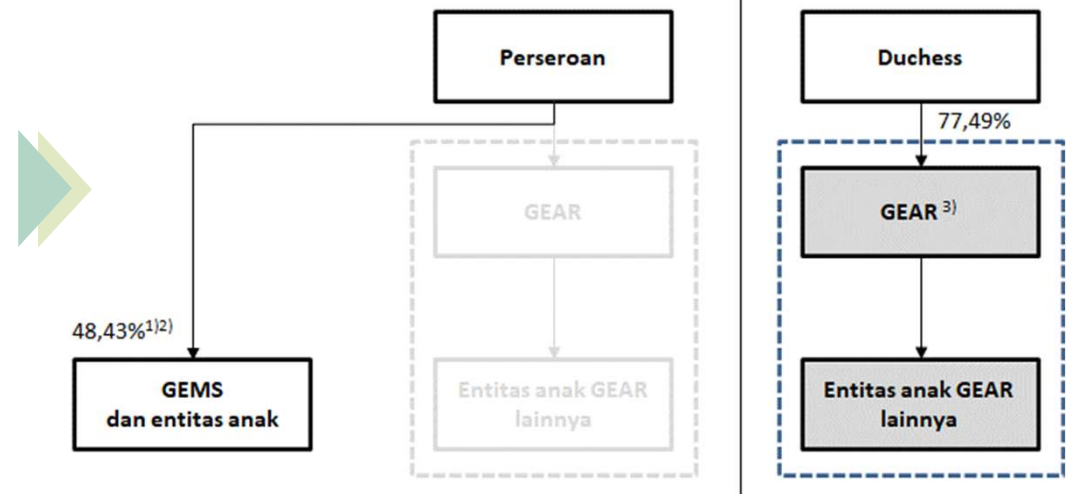 Perseroan
Duchess
77,49%
GEAR
GEAR 3)
48,43%1)2)
GEMS
dan entitas anak
Entitas anak GEAR
lainnya
Entitas anak GEAR
lainnya